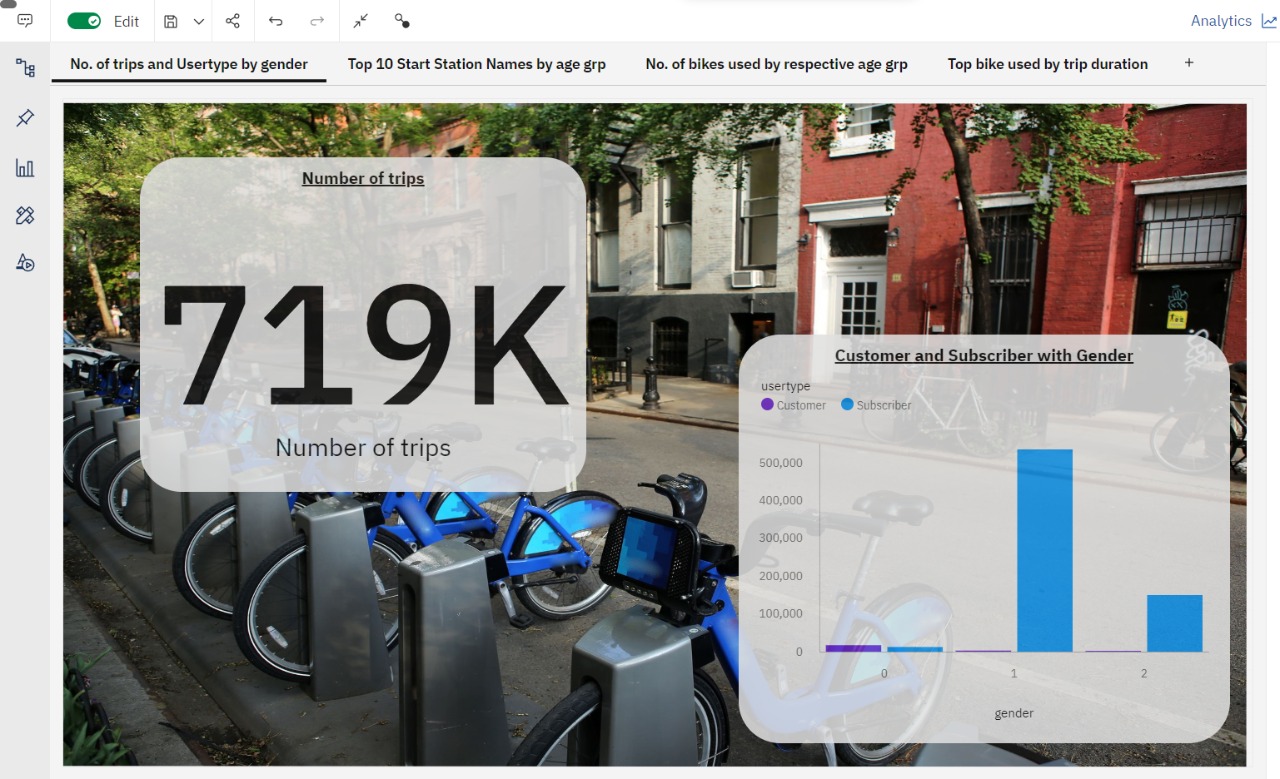 Edit
Analytics
No. of trips and Usertype by gender
Top 10 Start Station Names by age grp
No. of bikes used by respective age grp
Top bike used by trip duration
+
Number of trips
719K
Number of trips
Customer and Subscriber with Gender
usertype
Customer Subscriber
500,000
400,000
300,000
200,000
100,000
0
0 1 2
gender